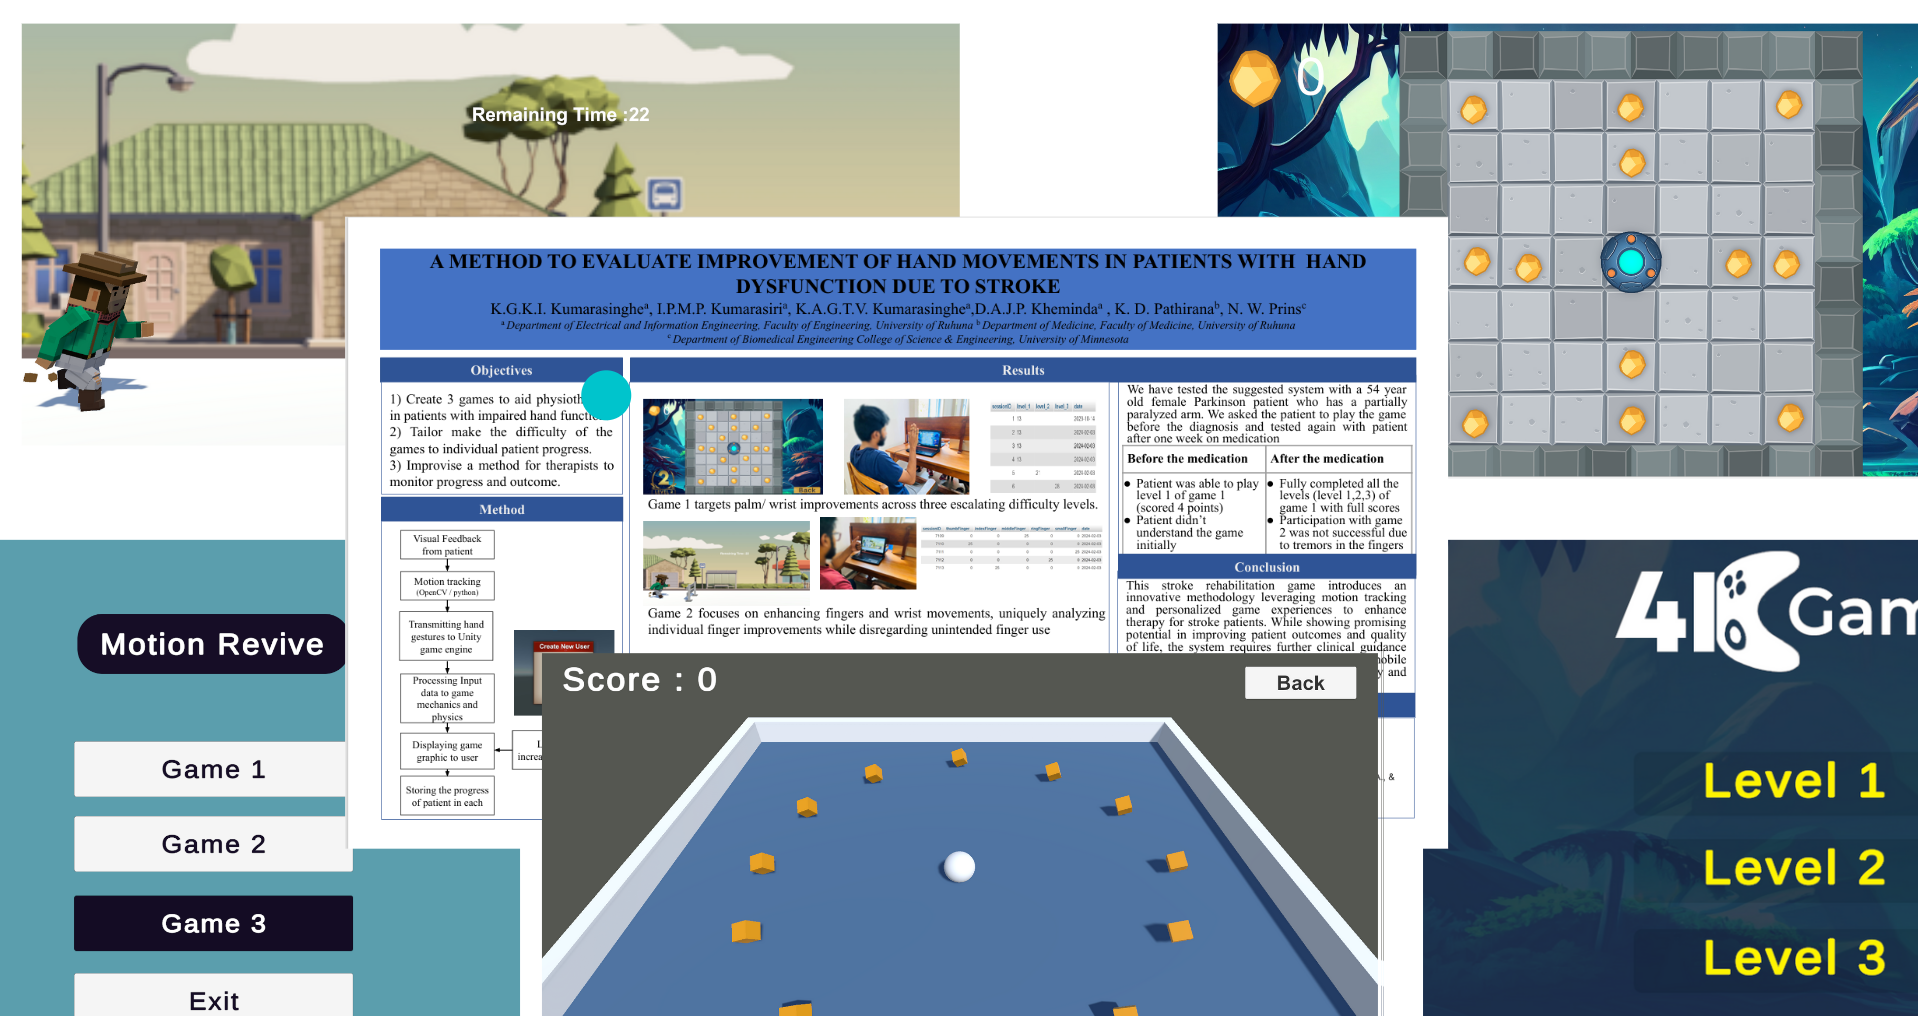 Remaining Time :22
0
A METHOD TO EVALUATE IMPROVEMENT OF HAND MOVEMENTS IN PATIENTS WITH HAND
DYSFUNCTION DUE TO STROKE
K.G.K.I. Kumarasinghea, I.P.M.P. Kumarasiria, K.A.G.T.V. Kumarasinghea,D.A.J.P. Khemindaa , K. D. Pathiranab, N. W. Prinsc
a Department of Electrical and Information Engineering, Faculty of Engineering, University of Ruhuna b Department of Medicine, Faculty of Medicine, University of Ruhuna
c Department of Biomedical Engineering College of Science & Engineering, University of Minnesota
Objectives
1) Create 3 games to aid
in patients with impaired hand
2) Tailor make the difficulty of the
games to individual patient progress.
3) Improvise a method for therapists to
monitor progress and outcome.
Method
Visual Feedback
from patient
Motion tracking
(OpenCV / python)
Transmitting hand
gestures to Unity
game engine
Processing Input
data to game
mechanics and
physics
Displaying game
graphic to user
Storing the progress
of patient in each
Create New User
Results
Game 1 targets palm/ wrist improvements across three escalating difficulty levels.
Game 2 focuses on enhancing fingers and wrist movements, uniquely analyzing
individual finger improvements while disregarding unintended finger use
We have tested the suggested system with a 54 year
old female Parkinson patient who has a partially
paralyzed arm. We asked the patient to play the game
before the diagnosis and tested again with patient
after one week on medication
Before the medication
● Patient was able to play
level 1 of game 1
(scored 4 points)
● Patient didn’t
understand the game
initially
After the medication
● Fully completed all the
levels (level 1,2,3) of
game 1 with full scores
● Participation with game
2 was not successful due
to tremors in the fingers
Conclusion
This stroke rehabilitation game introduces an
innovative methodology leveraging motion tracking
and personalized game experiences to enhance
therapy for stroke patients. While showing promising
potential in improving patient outcomes and quality
of life, the system requires further clinical guidance
and
&
Motion Revive
Game 1
Game 2
Game 3
Exit
Score : 0
Back
4K Gam
Level 1
Level 2
Level 3